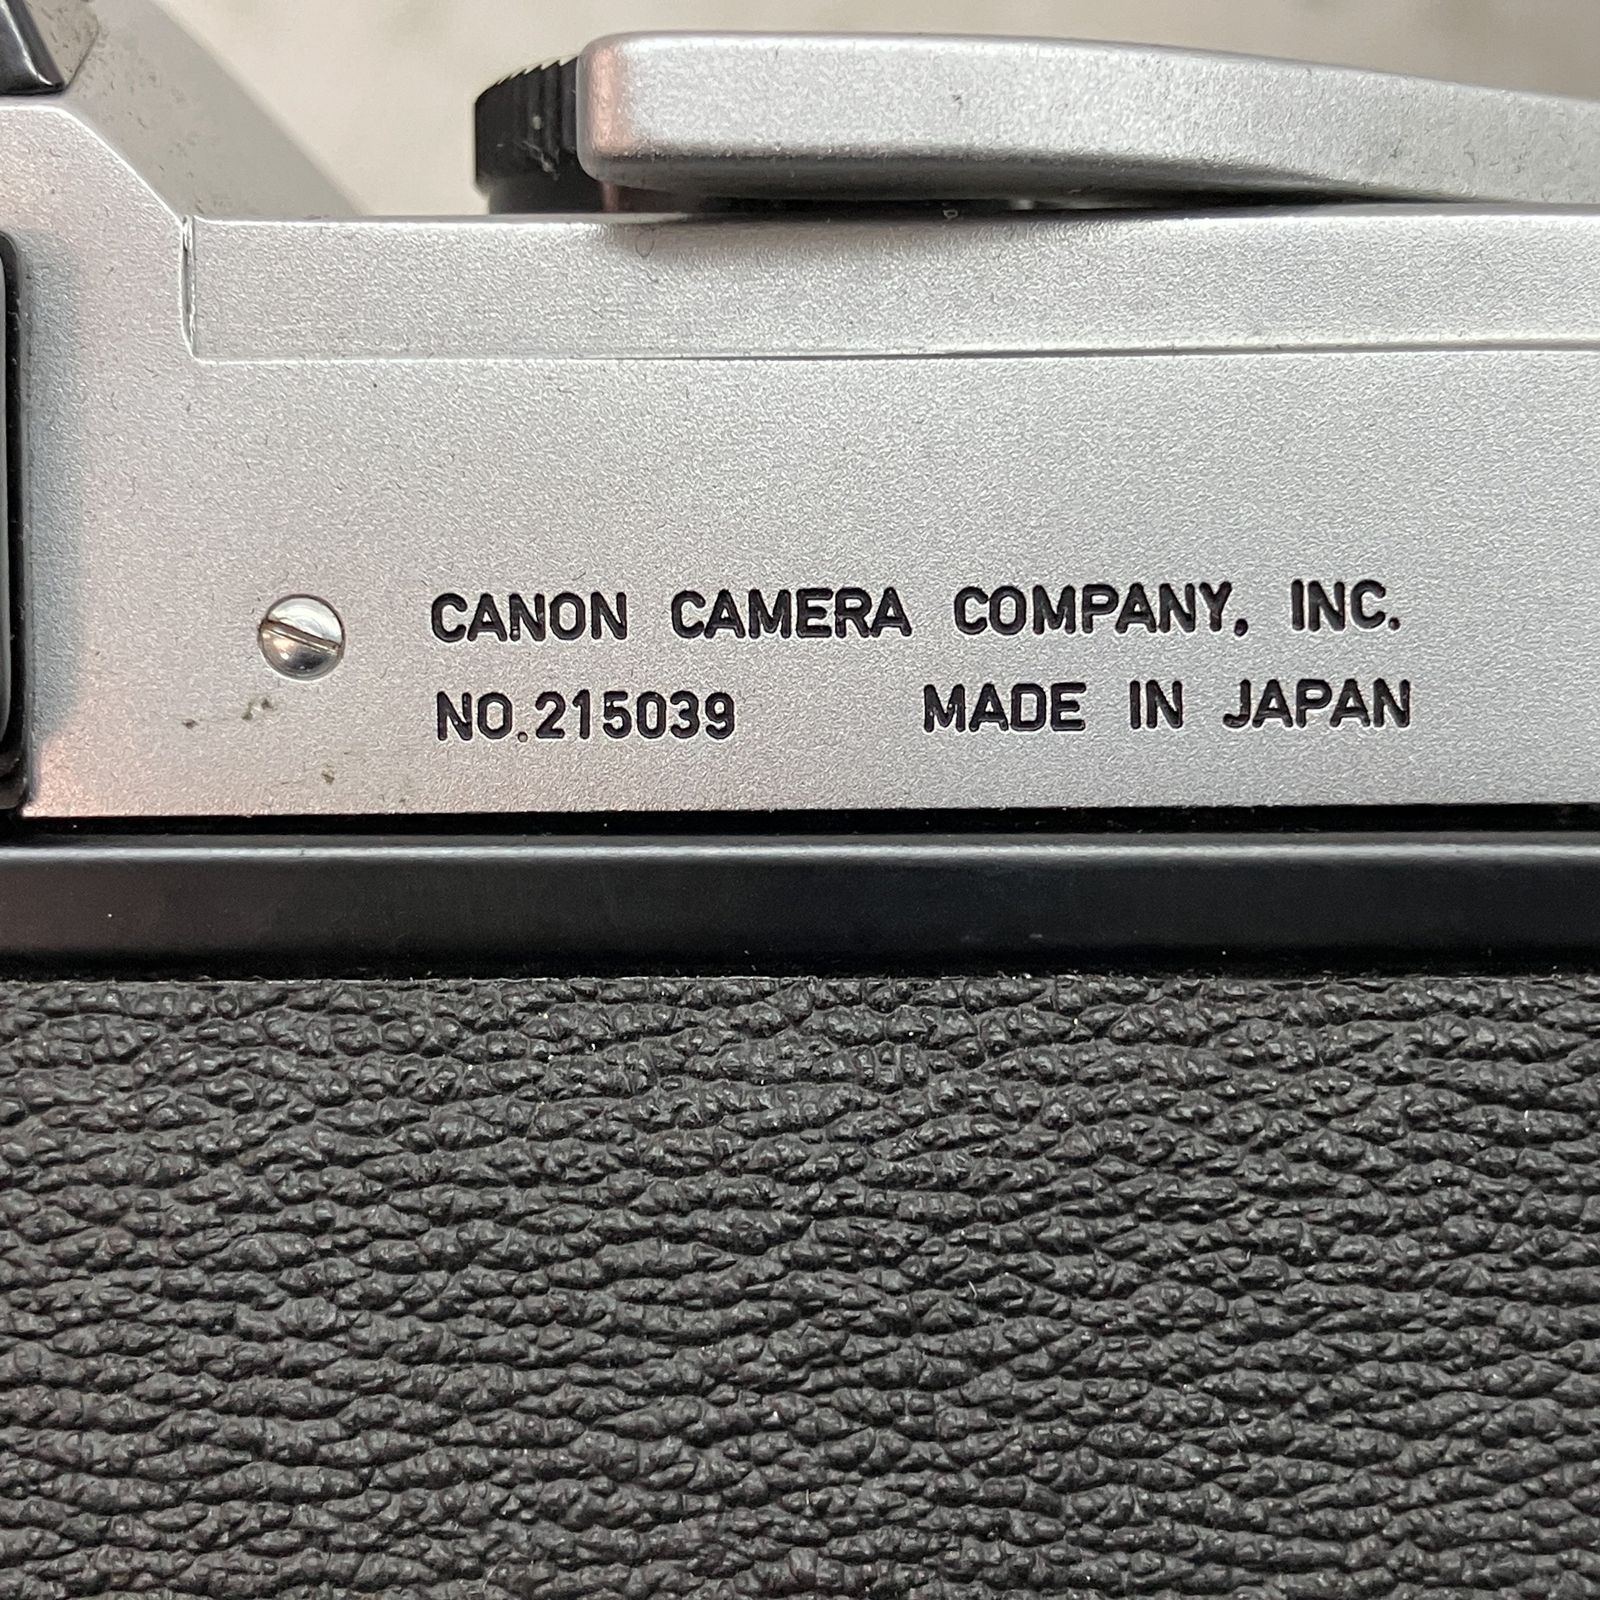 CANON CAMERA COMPANY, INC.
NO.215039 MADE IN JAPAN